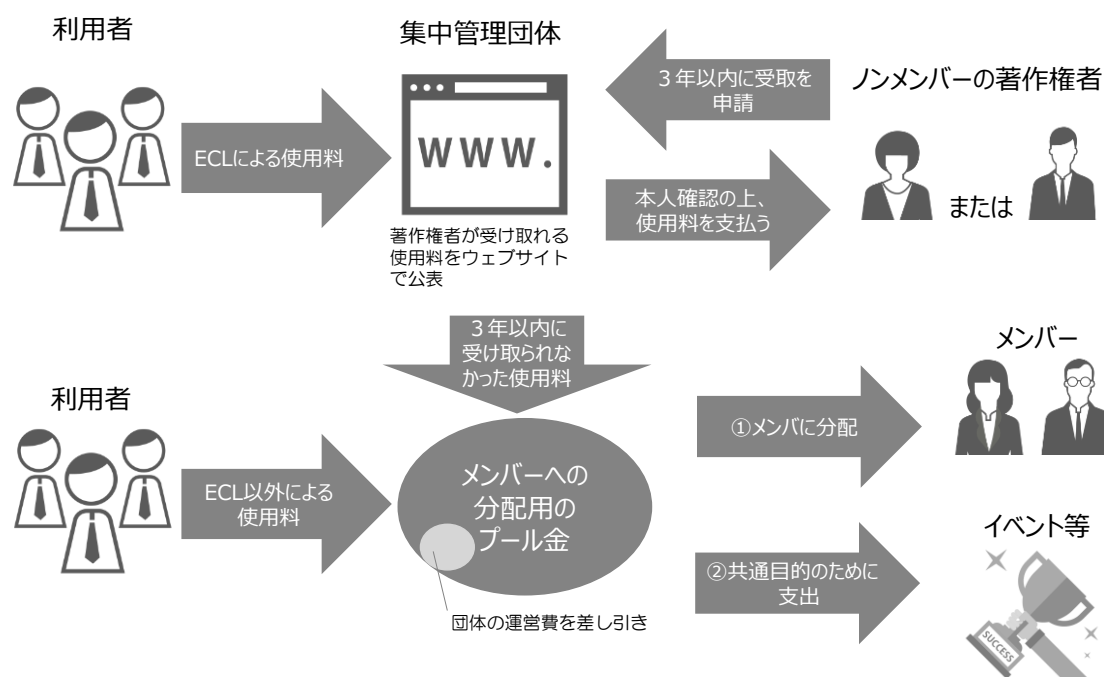 利用者
集中管理団体
ノンメンバーの著作権者
3年以内に受取を
申請
ECLによる使用料
WWW.
本人確認の上、
使用料を支払う
または
著作権者が受け取れる
使用料をウェブサイト
で公表
3年以内に
受け取られな
かった使用料
メンバー
利用者
①メンバに分配
ECL以外による
使用料
メンバーへの
分配用の
プール金
イベント等
②共通目的のために
支出
団体の運営費を差し引き
SUCCESS